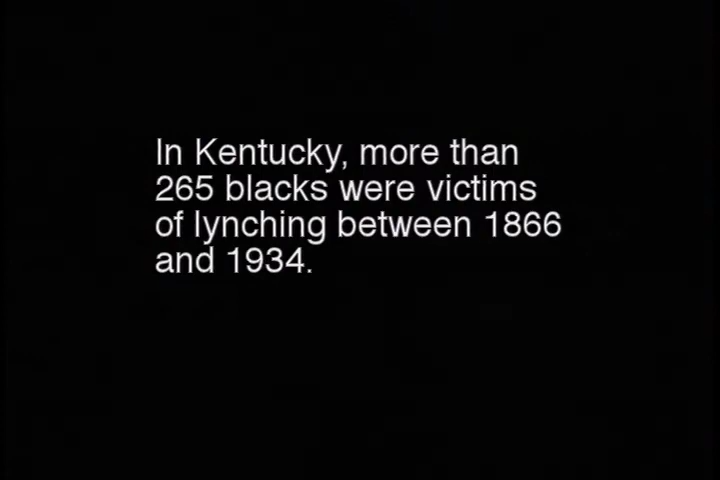 In Kentucky, more than
265 blacks were victims
of lynching between 1866
and 1934.